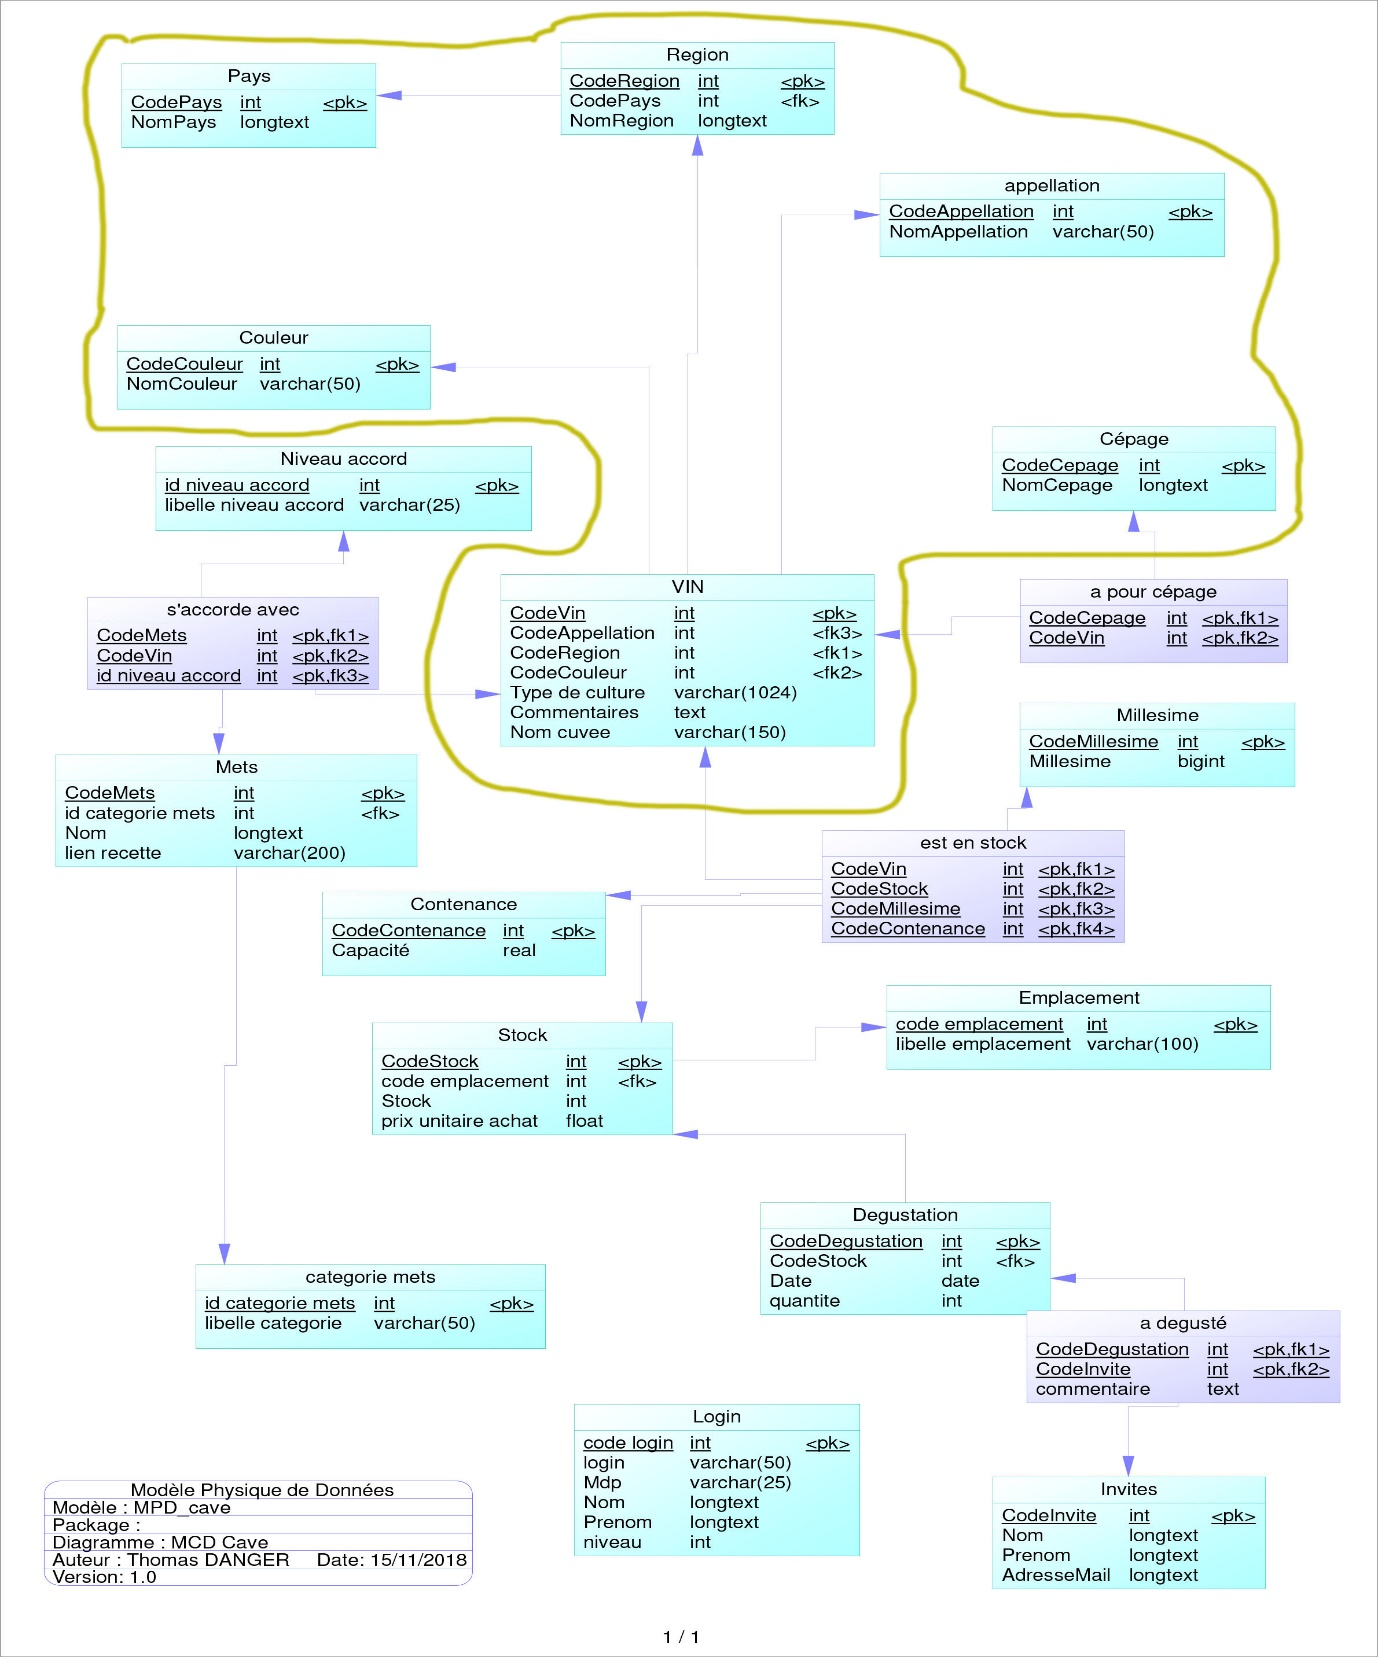 Pays
CodePays int <pk>
NomPays longtext
Region
CodeRegion int <pk>
CodePays int <fk>
NomRegion longtext
appellation
CodeAppellation int <pk>
NomAppellation varchar(50)
Couleur
CodeCouleur int <pk>
NomCouleur varchar(50)
Niveau accord
id niveau accord int <pk>
libelle niveau accord varchar(25)
Cépage
CodeCepage int <pk>
NomCepage longtext
s'accorde avec
CodeMets int <pk,fk1>
CodeVin int <pk,fk2>
id niveau accord int <pk,fk3>
VIN
CodeVin int <pk>
CodeAppellation int <fk3>
CodeRegion int <fk1>
CodeCouleur int <fk2>
Type de culture varchar(1024)
Commentaires text
Nom cuvee varchar(150)
a pour cépage
CodeCepage int <pk,fk1>
CodeVin int <pk,fk2>
Millesime
CodeMillesime int <pk>
Millesime bigint
Mets
CodeMets int <pk>
id categorie mets int <fk>
Nom longtext
lien recette varchar(200)
est en stock
CodeVin int <pk,fk1>
CodeStock int <pk,fk2>
CodeMillesime int <pk,fk3>
CodeContenance int <pk,fk4>
Contenance
CodeContenance int <pk>
Capacité real
Emplacement
code emplacement int <pk>
libelle emplacement varchar(100)
Stock
CodeStock int <pk>
code emplacement int <fk>
Stock int
prix unitaire achat float
Degustation
CodeDegustation int <pk>
CodeStock int <fk>
Date date
quantite int
categorie mets
id categorie mets int <pk>
libelle categorie varchar(50)
a degusté
CodeDegustation int <pk,fk1>
CodeInvite int <pk,fk2>
commentaire text
Login
code login int <pk>
login varchar(50)
Mdp varchar(25)
Nom longtext
Prenom longtext
niveau int
Invites
CodeInvite int <pk>
Nom longtext
Prenom longtext
AdresseMail longtext
Modèle Physique de Données
Modèle : MPD_cave
Package :
Diagramme : MCD Cave
Auteur : Thomas DANGER Date: 15/11/2018
Version: 1.0
1 / 1